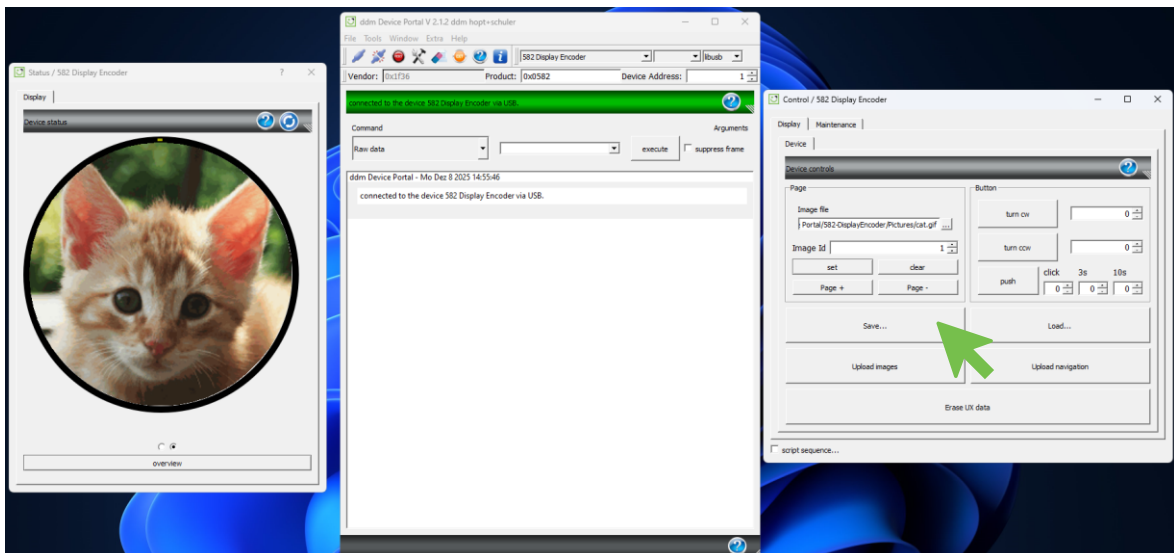 Status / 582 Display Encoder
Display
Device status
overview
ddm Device Portal V 2.1.2 ddm hopt+schuler
File Tools Window Extra Help
582 Display Encoder
libusb
Vendor: 0x1f36 Product: 0x0582 Device Address: 1
connected to the device 582 Display Encoder via USB.
Command Arguments
Raw data execute suppress frame
ddm Device Portal - Mo Dez 8 2025 14:55:46
connected to the device 582 Display Encoder via USB.
Control / 582 Display Encoder
Display Maintenance
Device
Device controls
Page
Image file
Portal/582-DisplayEncoder/Pictures/cat.gif ...
Image Id 1
set clear
Page + Page -
Button
turn cw 0
turn ccw 0
click 3s 10s
push 0 0 0
Save... Load...
Upload images Upload navigation
Erase UX data
script sequence...